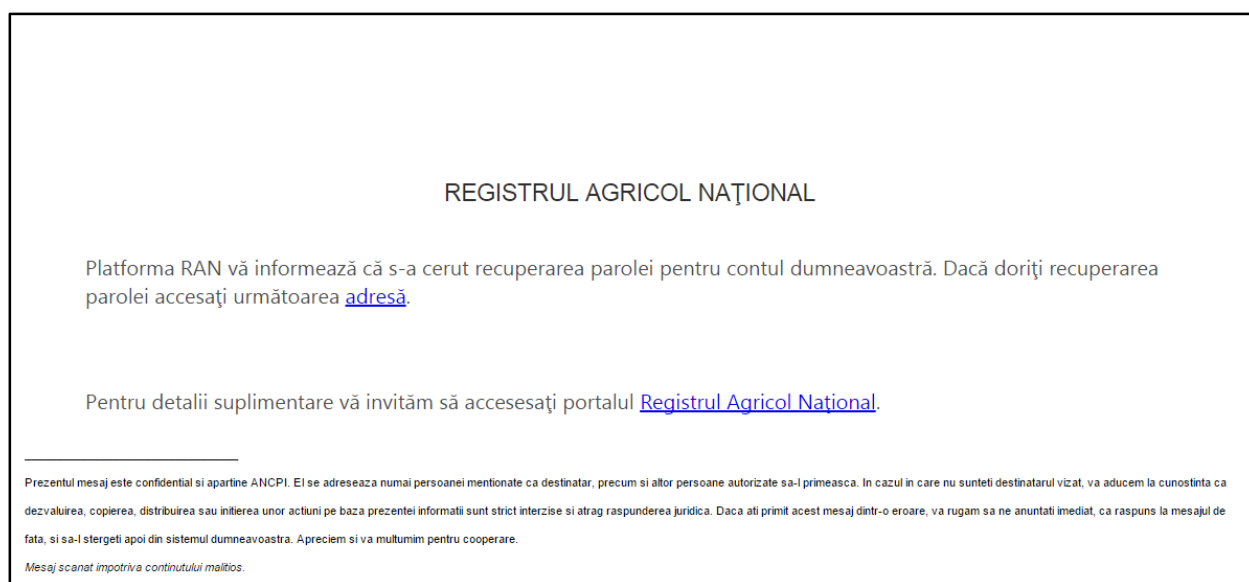 REGISTRUL AGRICOL NAŢIONAL
Platforma RAN vă informează că s-a cerut recuperarea parolei pentru contul dumneavoastră. Dacă doriţi recuperarea
parolei accesaţi următoarea adresă.
Pentru detalii suplimentare vă invităm să accesesaţi portalul Registrul Agricol Naţional.
Prezentul mesaj este confidential si apartine ANCPI. El se adreseaza numai persoanei mentionate ca destinatar, precum si altor persoane autorizate sa-l primeasca. In cazul in care nu sunteti destinatarul vizat, va aducem la cunostinta ca
dezvaluirea, copierea, distribuirea sau initierea unor actiuni pe baza prezentei informatii sunt strict interzise si atrag raspunderea juridica. Daca ati primit acest mesaj dintr-o eroare, va rugam sa ne anuntati imediat, ca raspuns la mesajul de
fata, si sa-l stergeti apoi din sistemul dumneavoastra. Apreciem si va multumim pentru cooperare.
Mesaj scanat impotriva continutului malitios.